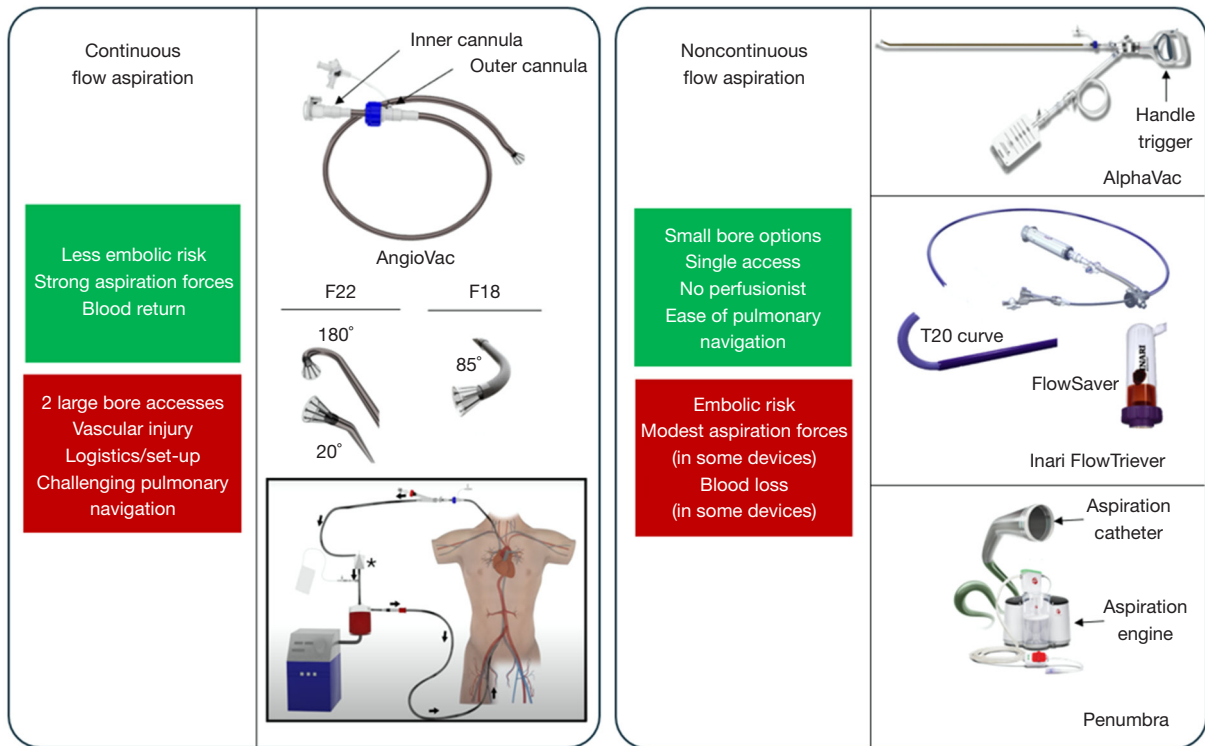 Continuous
flow aspiration
Less embolic risk
Strong aspiration forces
Blood return
2 large bore accesses
Vascular injury
Logistics/set-up
Challenging pulmonary
navigation
Inner cannula
Outer cannula
AngioVac
F22
F18
180°
85°
20°
*
Noncontinuous
flow aspiration
Small bore options
Single access
No perfusionist
Ease of pulmonary
navigation
Embolic risk
Modest aspiration forces
(in some devices)
Blood loss
(in some devices)
Handle
trigger
AlphaVac
T20 curve
INARI
FlowSaver
Inari FlowTriever
Aspiration
catheter
Aspiration
engine
Penumbra